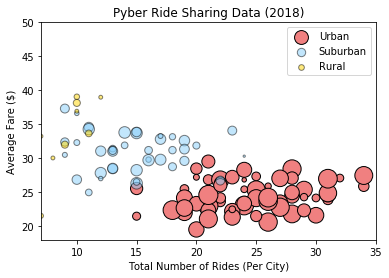 Pyber Ride Sharing Data (2018)
Urban
Suburban
Rural
Average Fare ($)
50
45
40
35
30
25
20
10
15
20
25
30
35
Total Number of Rides (Per City)